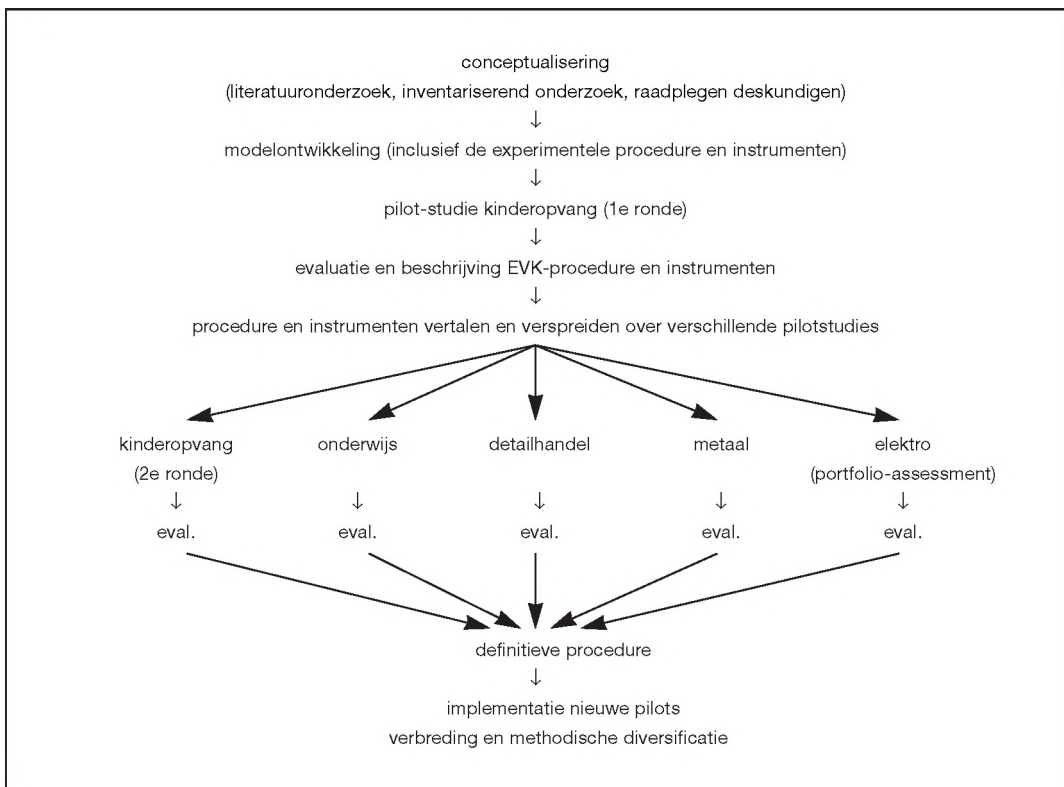 conceptualisering
(literatuuronderzoek, inventariserend onderzoek, raadplegen deskundigen)
↓
modelontwikkeling (inclusief de experimentele procedure en instrumenten)
↓
pilot-studie kinderopvang (1e ronde)
↓
evaluatie en beschrijving EVK-procedure en instrumenten
↓
procedure en instrumenten vertalen en verspreiden over verschillende pilotstudies
kinderopvang onderwijs detailhandel metaal elektro
(2e ronde) (portfolio-assessment)
↓ ↓ ↓ ↓ ↓
eval. eval. eval. eval. eval.
definitieve procedure
↓
implementatie nieuwe pilots
verbreding en methodische diversificatie